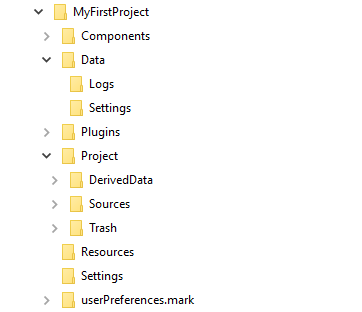 MyFirstProject
Components
Data
Logs
Settings
Plugins
Project
DerivedData
Sources
Trash
Resources
Settings
userPreferences.mark